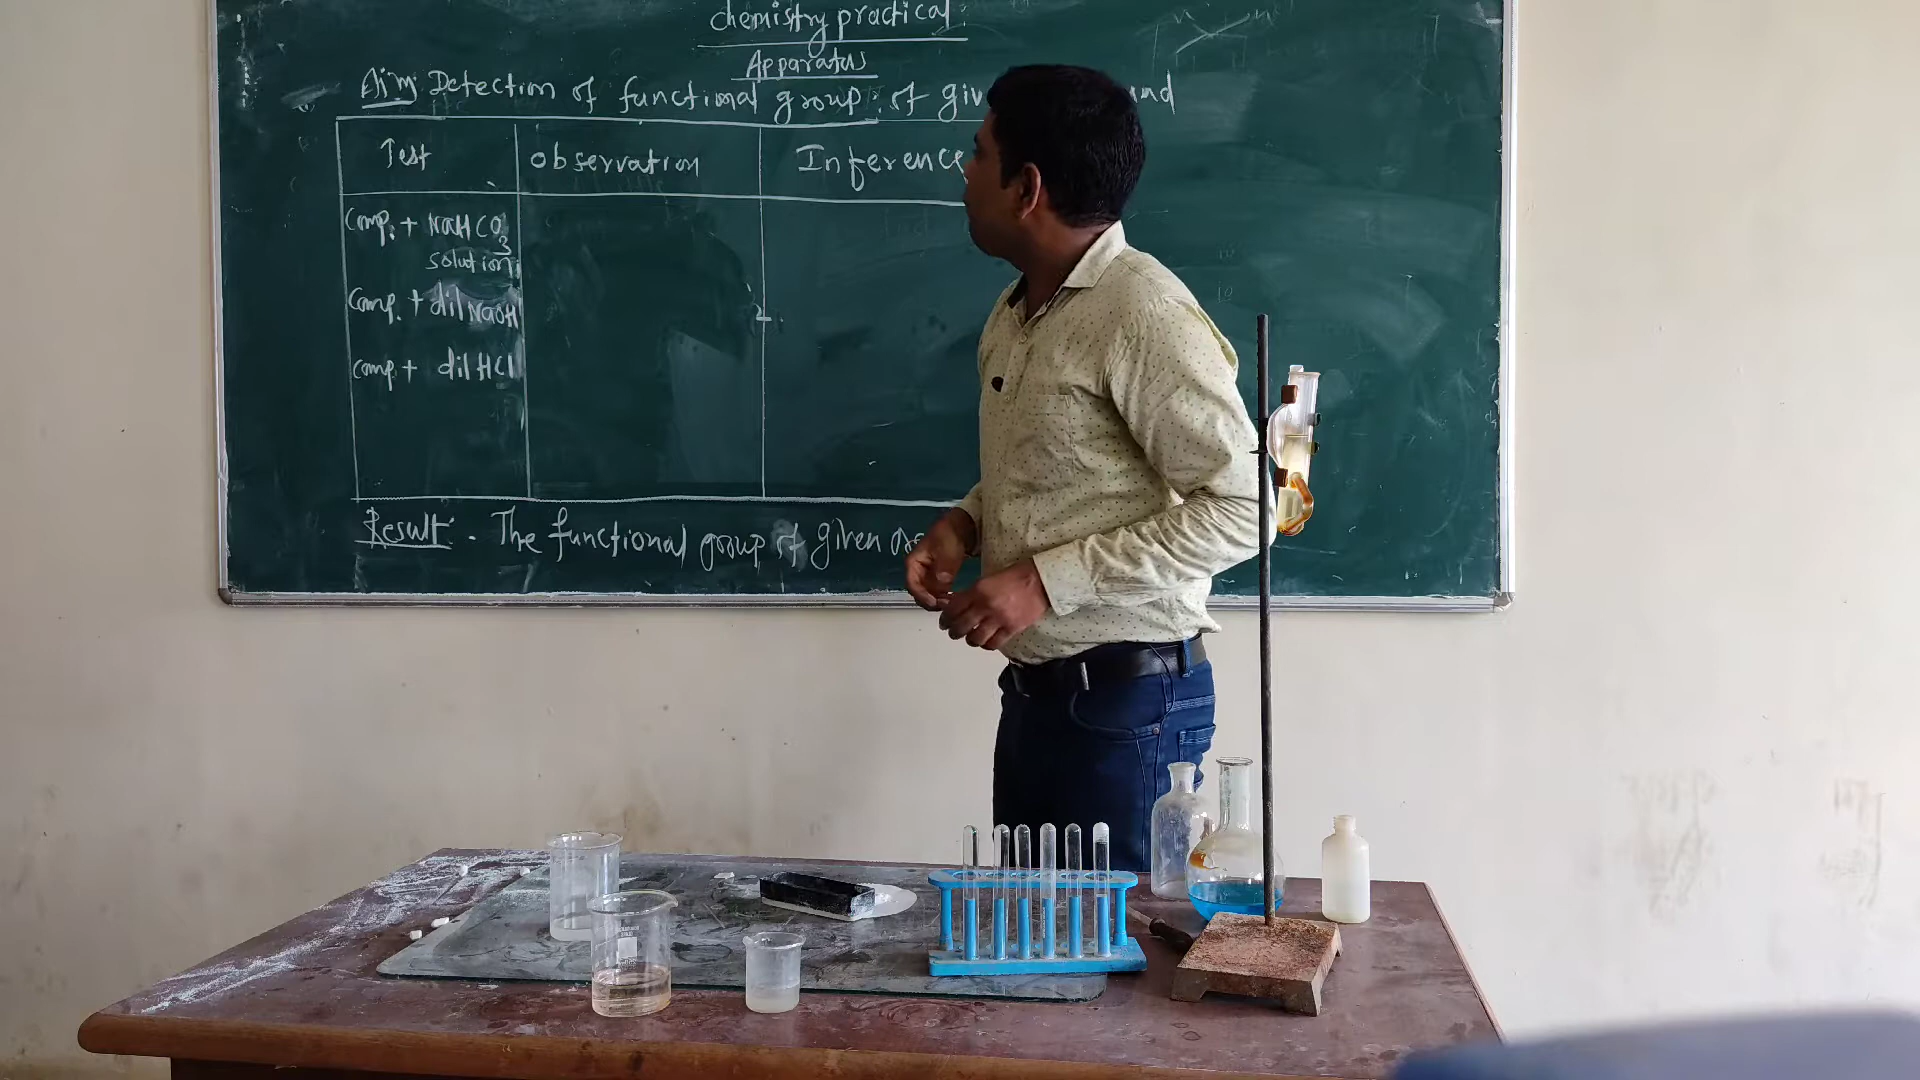 chemistry practical
Apparatus
Aim: Detection of functional group: of giv und
Test
observation
Inference
Comp. + NaHCO3
solution
Comp. + dil NaOH
comp + dil HCl
Result: - The functional group of given